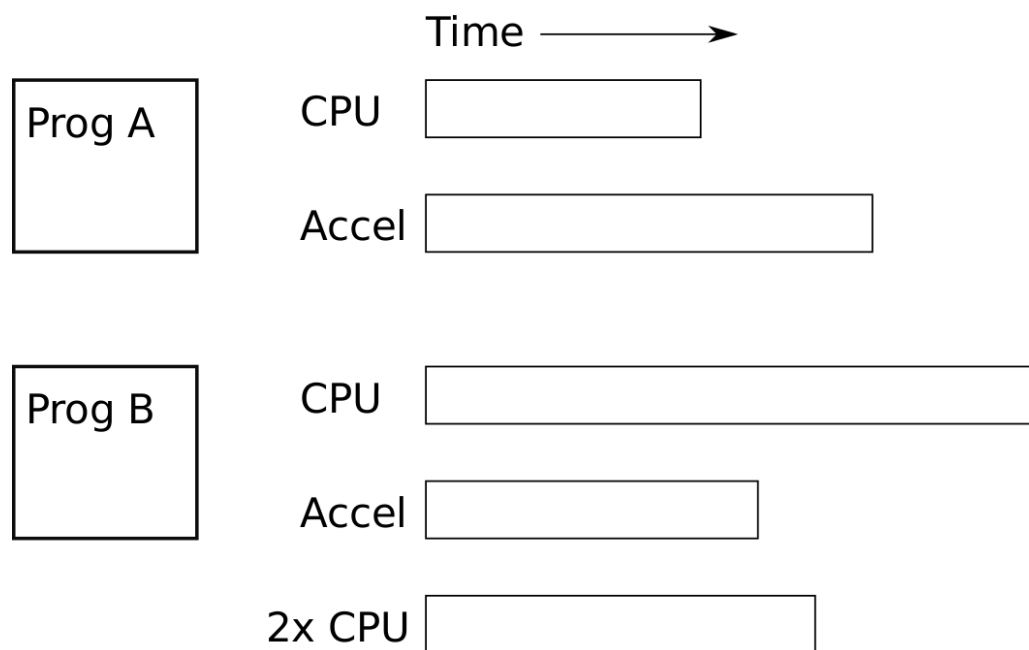 Time
Prog A
CPU
Accel
Prog B
CPU
Accel
2x CPU